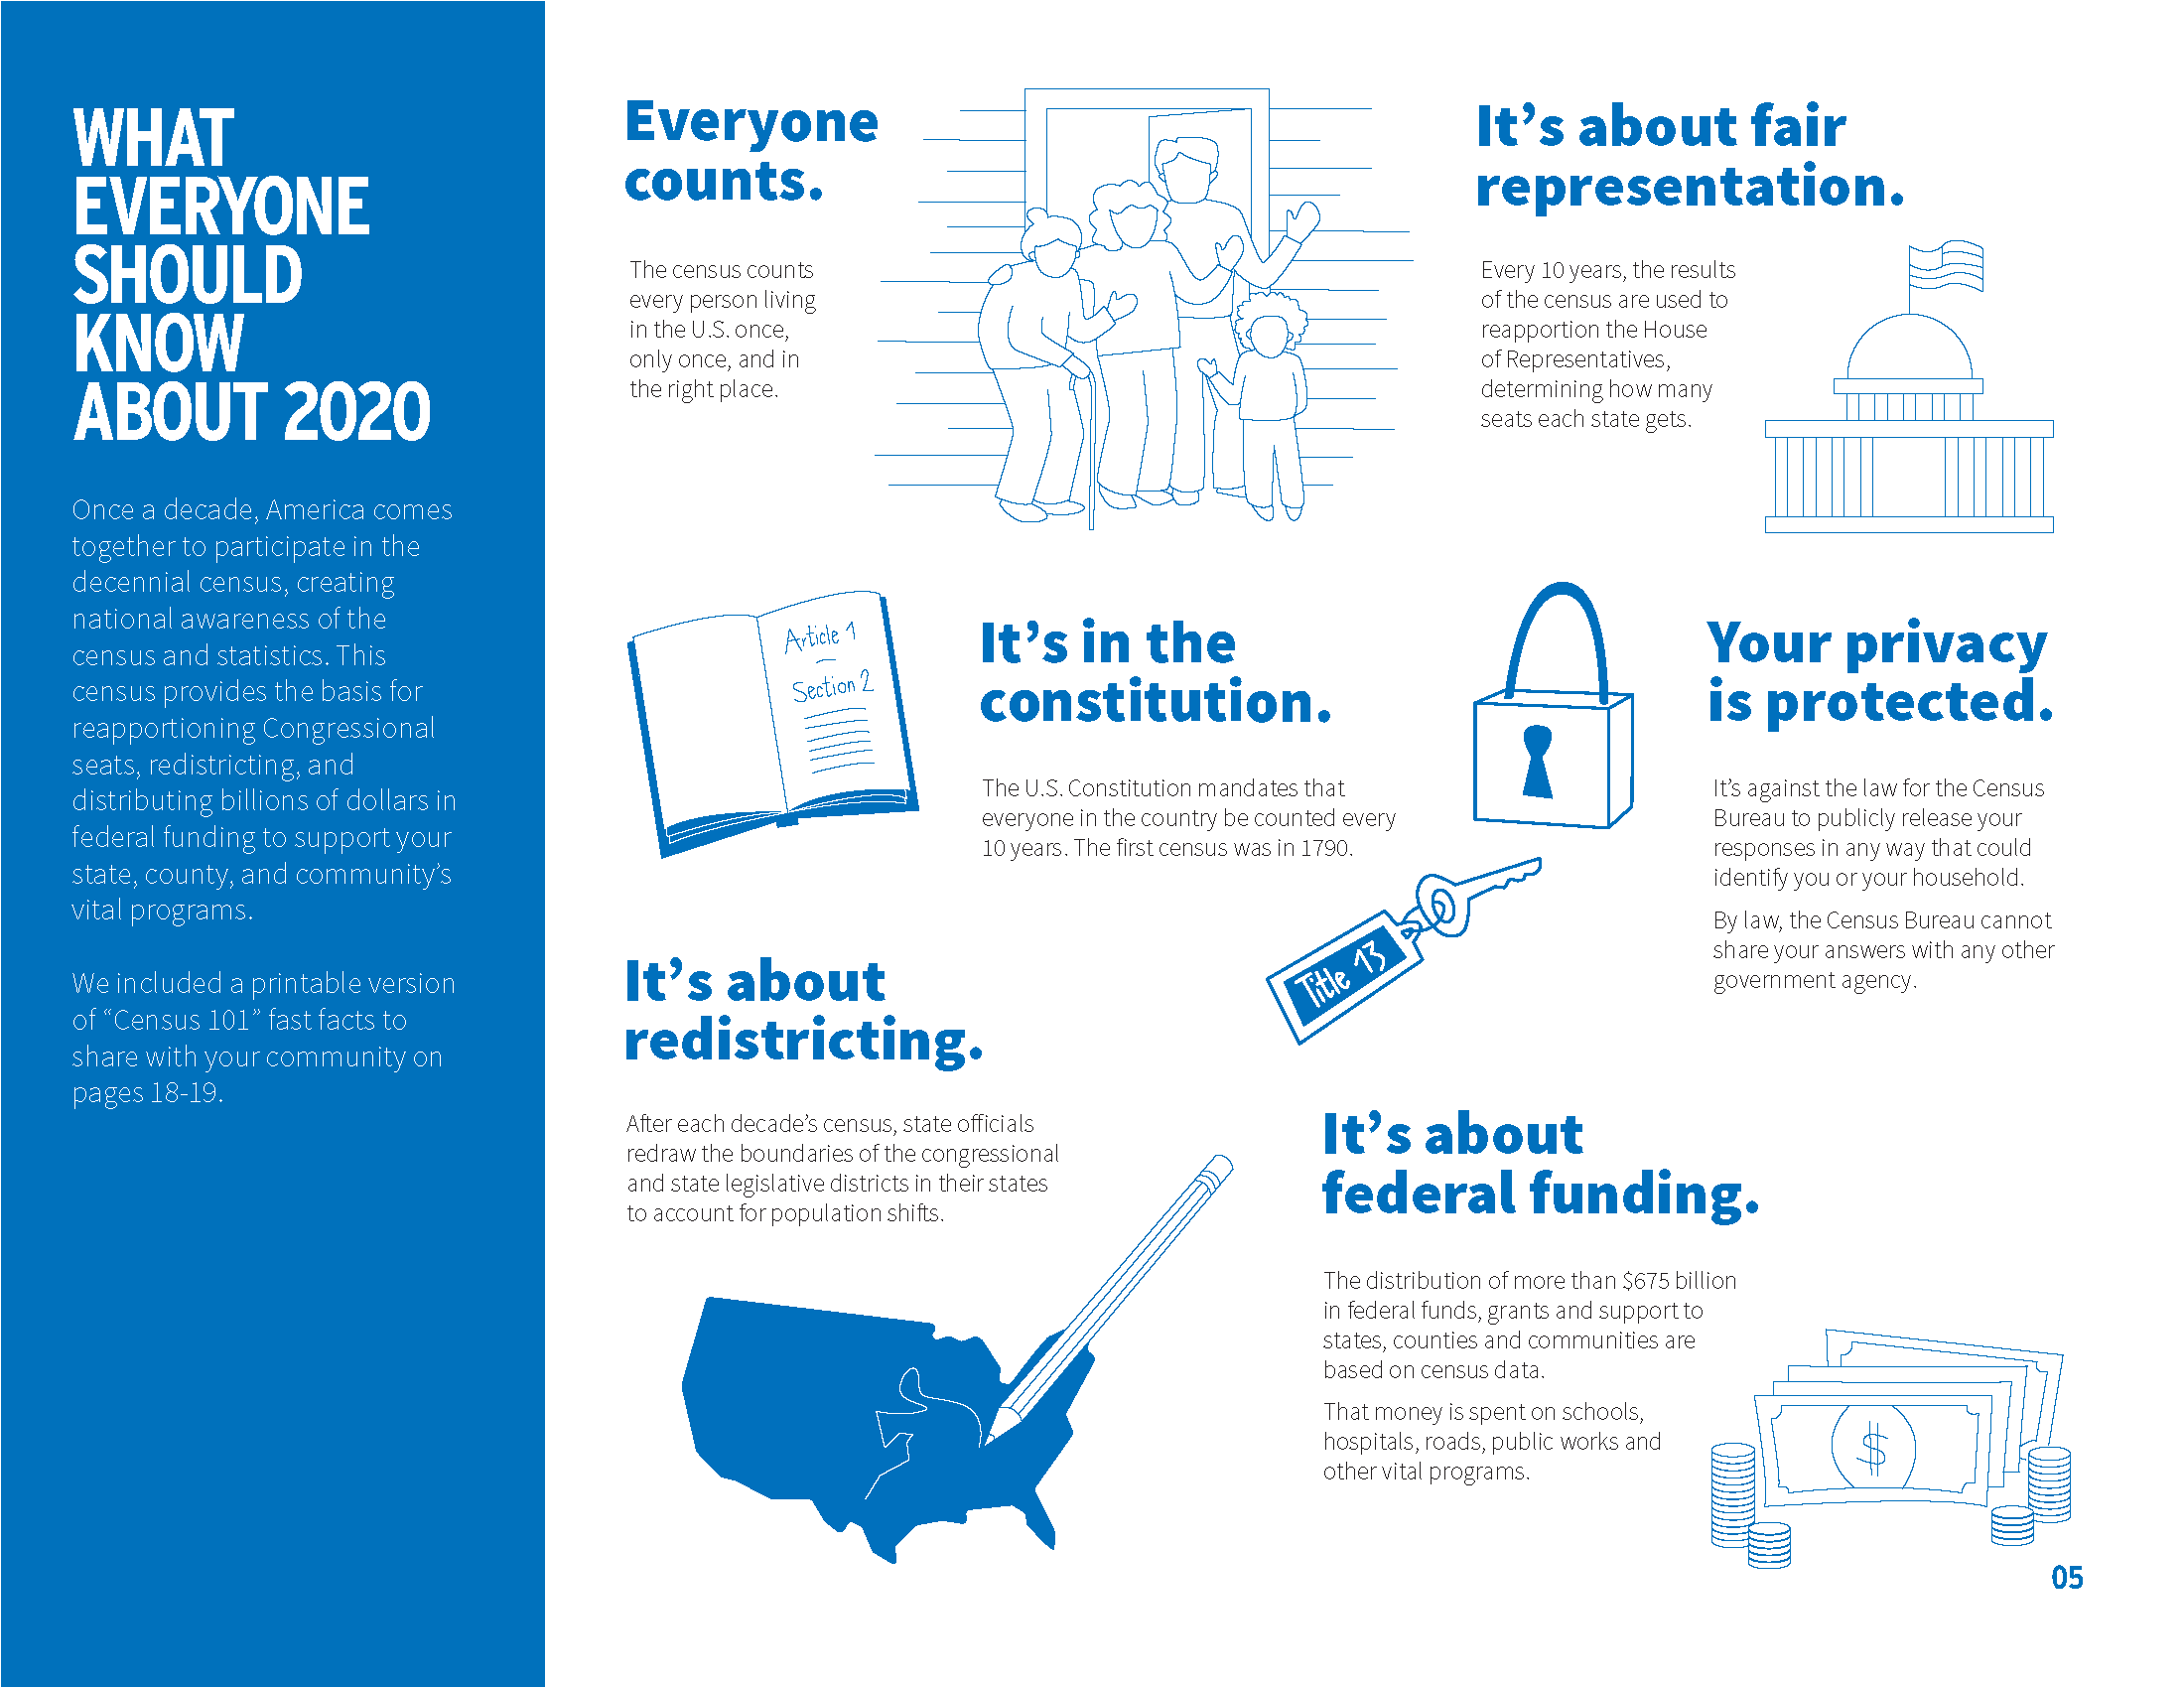 WHAT
EVERYONE
SHOULD
KNOW
ABOUT 2020
Once a decade, America comes
together to participate in the
decennial census, creating
national awareness of the
census and statistics. This
census provides the basis for
reapportioning Congressional
seats, redistricting, and
distributing billions of dollars in
federal funding to support your
state, county, and community’s
vital programs.
We included a printable version
of “Census 101” fast facts to
share with your community on
pages 18-19.
Everyone
counts.
The census counts
every person living
in the U.S. once,
only once, and in
the right place.
It’s about fair
representation.
Every 10 years, the results
of the census are used to
reapportion the House
of Representatives,
determining how many
seats each state gets.
Article 1
Section 2
It’s in the
constitution.
The U.S. Constitution mandates that
everyone in the country be counted every
10 years. The first census was in 1790.
Your privacy
is protected.
It’s against the law for the Census
Bureau to publicly release your
responses in any way that could
identify you or your household.
By law, the Census Bureau cannot
share your answers with any other
government agency.
Title 13
It’s about
redistricting.
After each decade’s census, state officials
redraw the boundaries of the congressional
and state legislative districts in their states
to account for population shifts.
It’s about
federal funding.
The distribution of more than $675 billion
in federal funds, grants and support to
states, counties and communities are
based on census data.
That money is spent on schools,
hospitals, roads, public works and
other vital programs.
$
05